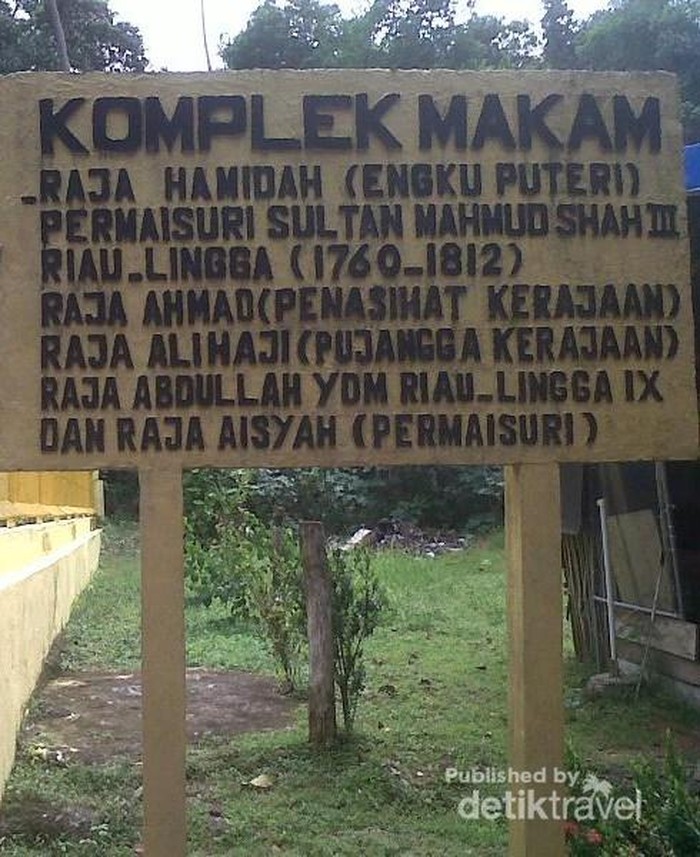 KOMPLEK MAKAM
RAJA HAMIDAH (ENGKU PUTERI)
PERMAISURI SULTAN MAHMUD SHAH III
RIAU-LINGGA (1760-1812)
RAJA AHMAD (PENASIHAT KERAJAAN)
RAJA ALI HAJI (PUJANGGA KERAJAAN)
RAJA ABDULLAH YDM RIAU-LINGGA IX
DAN RAJA AISYAH (PERMAISURI)
Published by
detiktravel